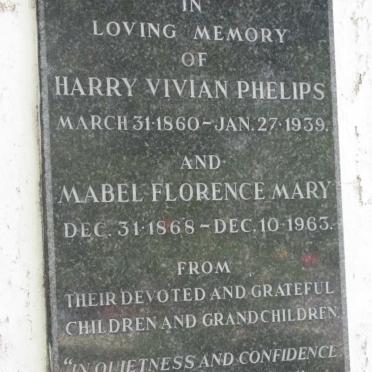 IN
LOVING MEMORY
OF
HARRY VIVIAN PHELIPS
MARCH 31·1860 – JAN. 27·1939.
AND
MABEL FLORENCE MARY
DEC. 31·1868 – DEC. 10·1963.
FROM
THEIR DEVOTED AND GRATEFUL
CHILDREN AND GRANDCHILDREN.
"IN QUIETNESS AND CONFIDENCE